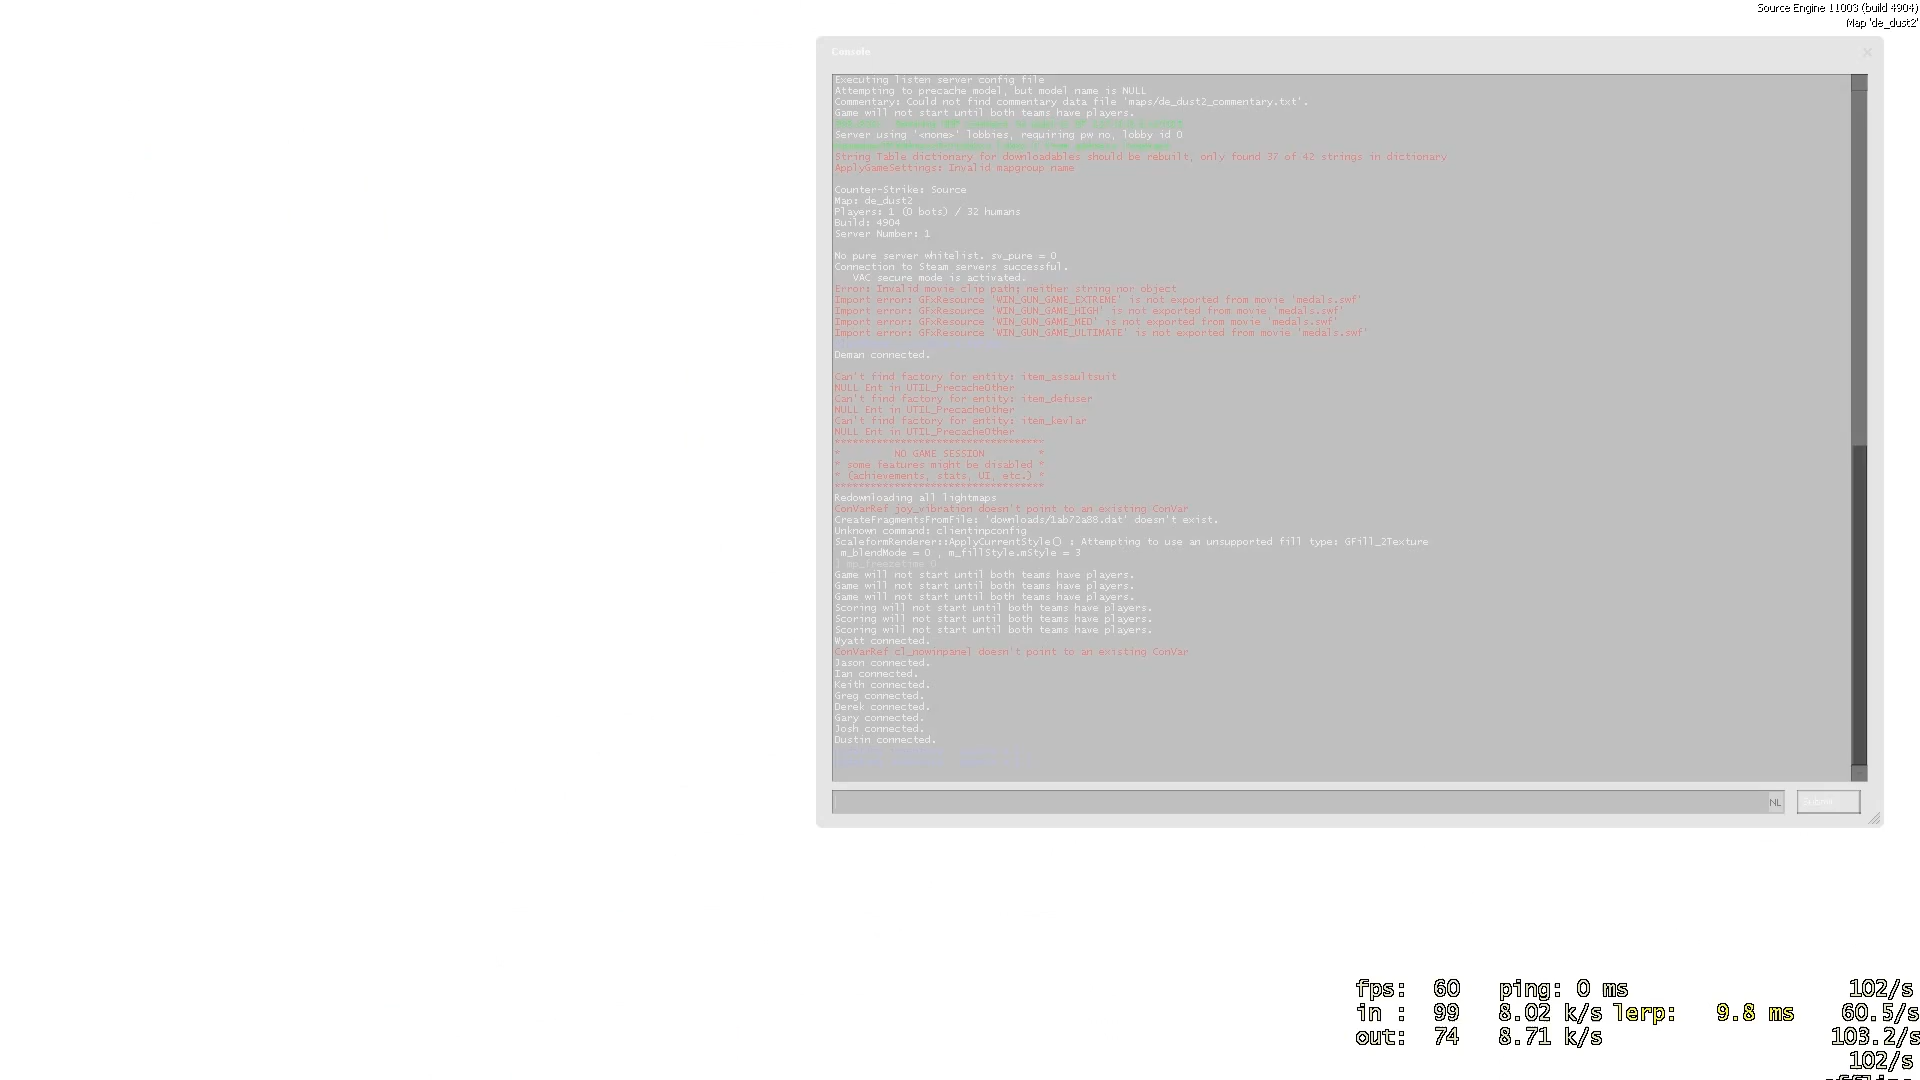 Source Engine 11003 (build 4904)
Map 'de_dust2'
Console
Executing listen server config file
Attempting to precache model, but model name is NULL
Commentary: Could not find commentary data file 'maps/de_dust2_commentary.txt'.
Game will not start until both teams have players.
Server using '<none>' lobbies, requiring pw no, lobby id 0
String Table dictionary for downloadables should be rebuilt, only found 37 of 42 strings in dictionary
ApplyGameSettings: Invalid mapgroup name
Counter-Strike: Source
Map: de_dust2
Players: 1 (0 bots) / 32 humans
Build: 4904
Server Number: 1
No pure server whitelist. sv_pure = 0
Connection to Steam servers successful.
VAC secure mode is activated.
Error: Invalid movie clip path; neither string nor object
Import error: GFxResource 'WIN_GUN_GAME_EXTREME' is not exported from movie 'medals.swf'
Import error: GFxResource 'WIN_GUN_GAME_HIGH' is not exported from movie 'medals.swf'
Import error: GFxResource 'WIN_GUN_GAME_MED' is not exported from movie 'medals.swf'
Import error: GFxResource 'WIN_GUN_GAME_ULTIMATE' is not exported from movie 'medals.swf'
Deman connected.
Can't find factory for entity: item_assaultsuit
NULL Ent in UTIL_PrecacheOther
Can't find factory for entity: item_defuser
NULL Ent in UTIL_PrecacheOther
Can't find factory for entity: item_kevlar
NULL Ent in UTIL_PrecacheOther
***********************************
* NO GAME SESSION *
* some features might be disabled *
* (achievements, stats, UI, etc.) *
***********************************
Redownloading all lightmaps
ConVarRef joy_vibration doesn't point to an existing ConVar
CreateFragmentsFromFile: 'downloads/1ab72a88.dat' doesn't exist.
Unknown command: clientinpconfig
ScaleformRenderer::ApplyCurrentStyle() : Attempting to use an unsupported fill type: GFill_2Texture
m_blendMode = 0 , m_fillStyle.mStyle = 3
] mp_freezetime 0
Game will not start until both teams have players.
Game will not start until both teams have players.
Game will not start until both teams have players.
Scoring will not start until both teams have players.
Scoring will not start until both teams have players.
Scoring will not start until both teams have players.
Wyatt connected.
ConVarRef cl_nowinpanel doesn't point to an existing ConVar
Jason connected.
Ian connected.
Keith connected.
Greg connected.
Derek connected.
Gary connected.
Josh connected.
Dustin connected.
NL Submit
fps: 60 ping: 0 ms 102/s
in : 99 8.02 k/s lerp: 9.8 ms 60.5/s
out: 74 8.71 k/s 103.2/s
102/s